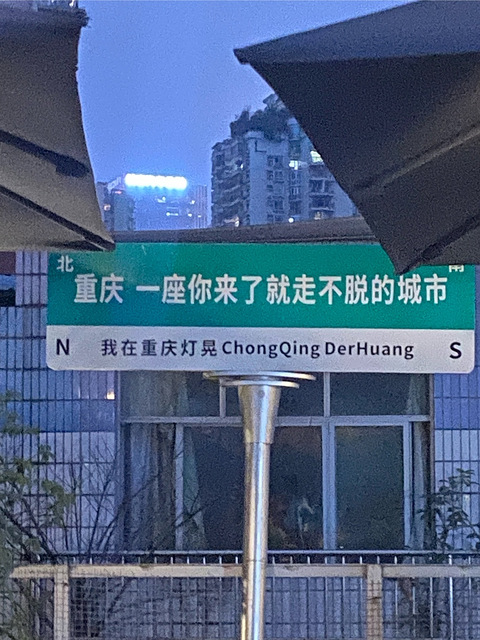 北 南
重庆 一座你来了就走不脱的城市
N 我在重庆灯晃 ChongQing DerHuang S